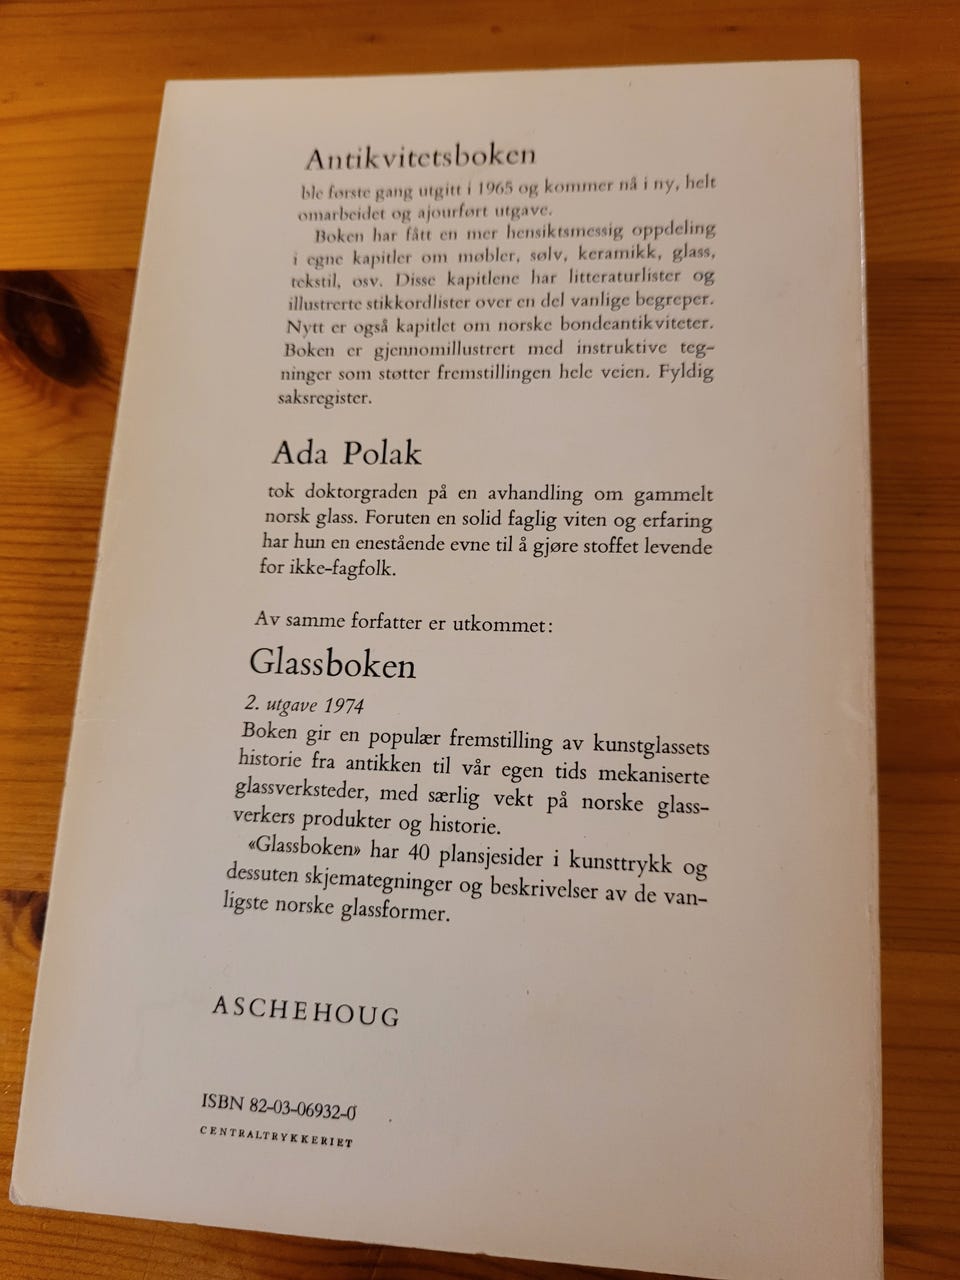 Antikvitetsboken
ble første gang utgitt i 1965 og kommer nå i ny, helt
omarbeidet og ajourført utgave.
Boken har fått en mer hensiktsmessig oppdeling
i egne kapitler om møbler, sølv, keramikk, glass,
tekstil, osv. Disse kapitlene har litteraturlister og
illustrerte stikkordlister over en del vanlige begreper.
Nytt er også kapitlet om norske bondeantikviteter.
Boken er gjennomillustrert med instruktive teg-
ninger som støtter fremstillingen hele veien. Fyldig
saksregister.
Ada Polak
tok doktorgraden på en avhandling om gammelt
norsk glass. Foruten en solid faglig viten og erfaring
har hun en enestående evne til å gjøre stoffet levende
for ikke-fagfolk.
Av samme forfatter er utkommet:
Glassboken
2. utgave 1974
Boken gir en populær fremstilling av kunstglassets
historie fra antikken til vår egen tids mekaniserte
glassverksteder, med særlig vekt på norske glass-
verkers produkter og historie.
«Glassboken» har 40 plansjesider i kunsttrykk og
dessuten skjemategninger og beskrivelser av de van-
ligste norske glassformer.
ASCHEHOUG
ISBN 82-03-06932-0
CENTRALTRYKKERIET